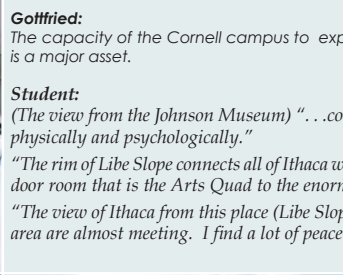 Gottfried:
The capacity of the Cornell campus to exp
is a major asset.
Student:
(The view from the Johnson Museum) “. . .co
physically and psychologically.”
“The rim of Libe Slope connects all of Ithaca w
door room that is the Arts Quad to the enorm
“The view of Ithaca from this place (Libe Slop
area are almost meeting. I find a lot of peace